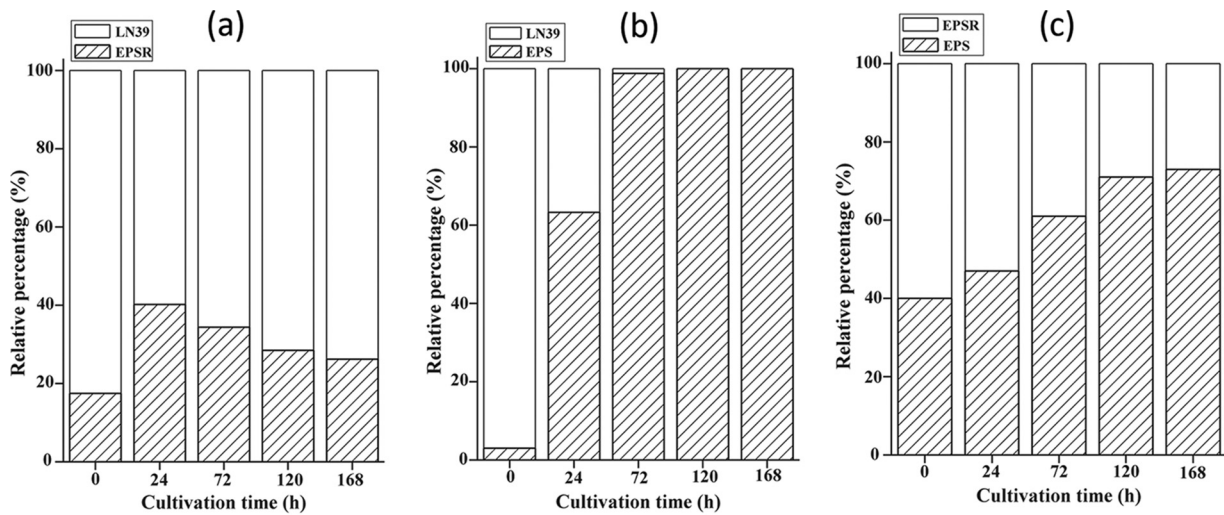 (a)
LN39
EPSR
100
80
60
40
20
0
Relative percentage (%)
0 24 72 120 168
Cultivation time (h)
(b)
LN39
EPS
100
80
60
40
20
0
Relative percentage (%)
0 24 72 120 168
Cultivation time (h)
(c)
EPSR
EPS
100
80
60
40
20
0
Relative percentage (%)
0 24 72 120 168
Cultivation time (h)